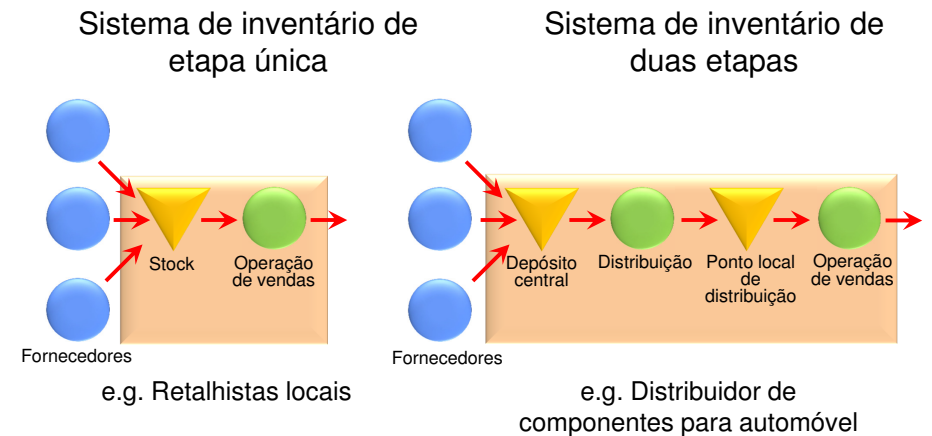 Sistema de inventário de
etapa única
Stock
Operação
de vendas
Fornecedores
e.g. Retalhistas locais
Sistema de inventário de
duas etapas
Depósito
central
Distribuição
Ponto local
de
distribuição
Operação
de vendas
Fornecedores
e.g. Distribuidor de
componentes para automóvel